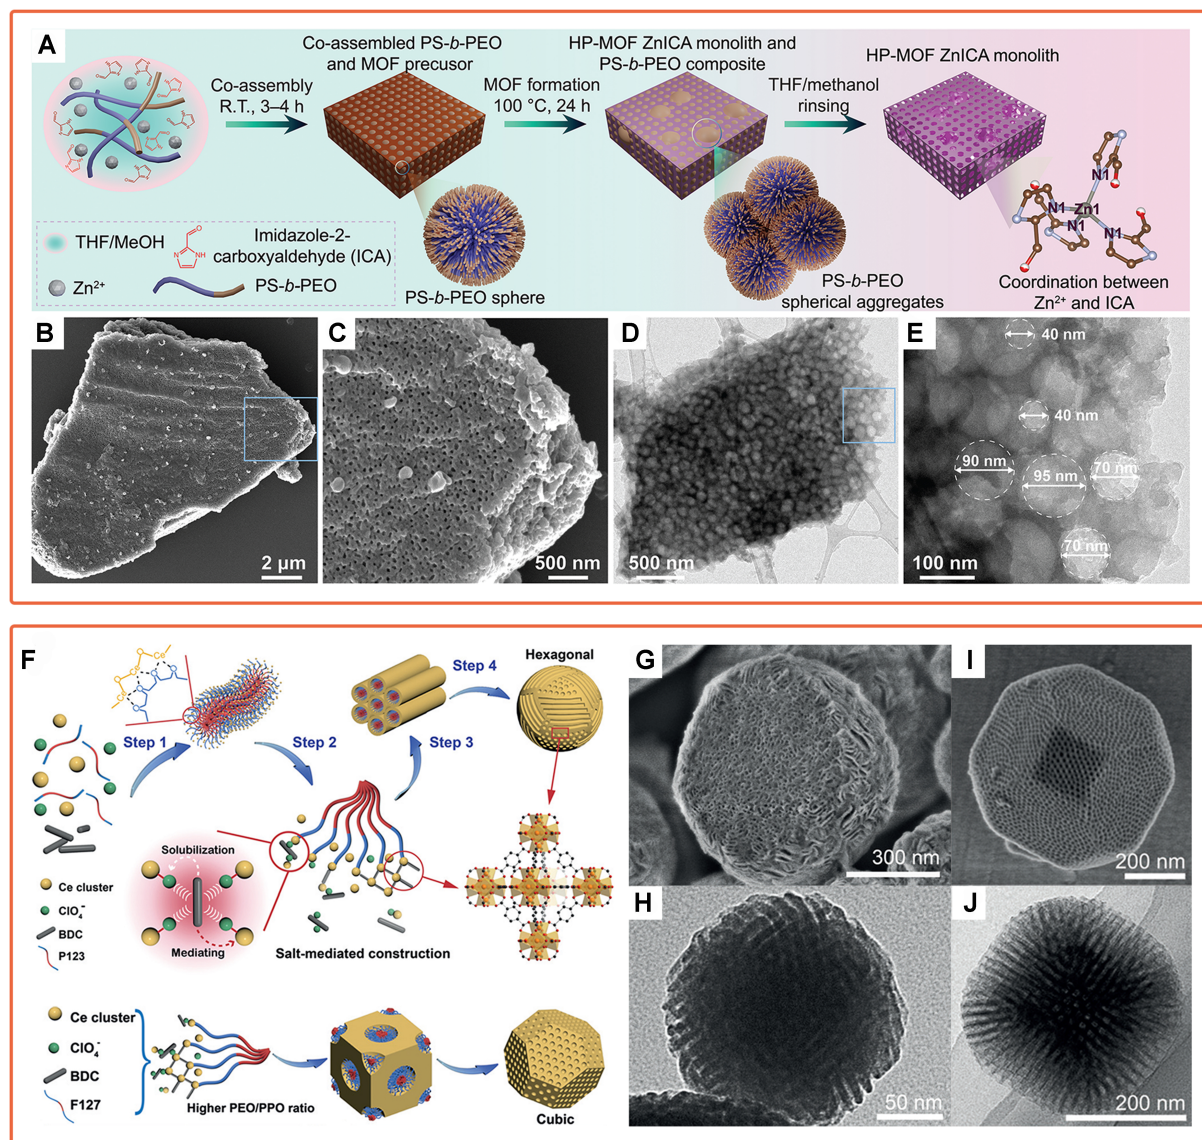 A
Co-assembly
R.T., 3–4 h
Co-assembled PS-b-PEO
and MOF precusor
MOF formation
100 °C, 24 h
HP-MOF ZnICA monolith and
PS-b-PEO composite
THF/methanol
rinsing
HP-MOF ZnICA monolith
THF/MeOH
NH
N
Imidazole-2-
carboxyaldehyde (ICA)
Zn2+
PS-b-PEO
PS-b-PEO sphere
PS-b-PEO
spherical aggregates
N1
N1
Zn1
N1
N1
Coordination between
Zn2+ and ICA
B
2 µm
C
500 nm
D
500 nm
E
40 nm
40 nm
90 nm
95 nm
70 nm
70 nm
100 nm
F
Ce
Step 1
Step 2
Step 3
Step 4
Hexagonal
Solubilization
Mediating
Salt-mediated construction
Ce cluster
ClO4-
BDC
P123
Ce cluster
ClO4-
BDC
F127
Higher PEO/PPO ratio
Cubic
G
300 nm
H
50 nm
I
200 nm
J
200 nm